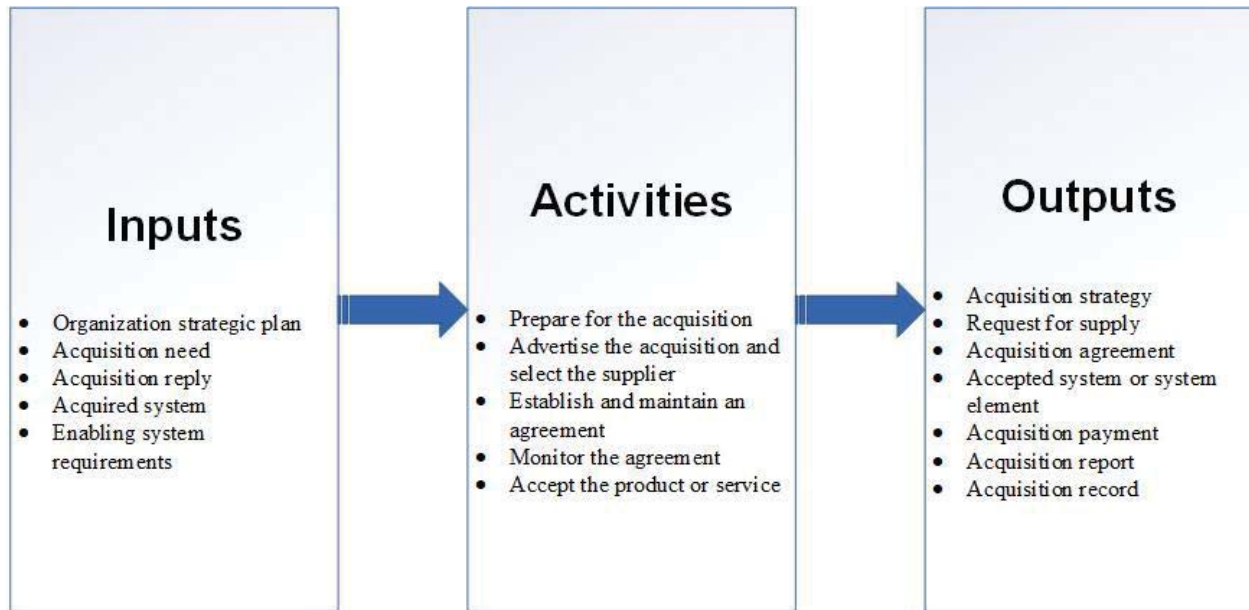 Inputs
• Organization strategic plan
• Acquisition need
• Acquisition reply
• Acquired system
• Enabling system
requirements
Activities
• Prepare for the acquisition
• Advertise the acquisition and
select the supplier
• Establish and maintain an
agreement
• Monitor the agreement
• Accept the product or service
Outputs
• Acquisition strategy
• Request for supply
• Acquisition agreement
• Accepted system or system
element
• Acquisition payment
• Acquisition report
• Acquisition record